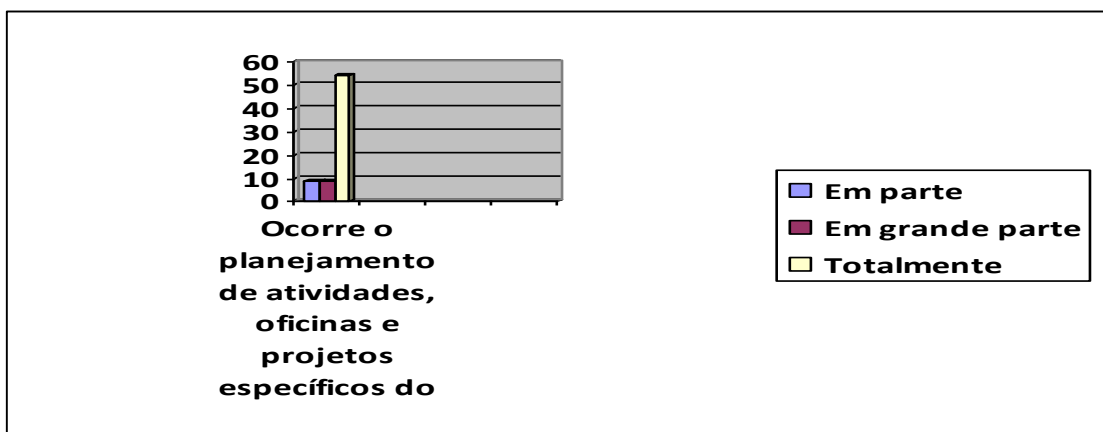 60
50
40
30
20
10
0
Ocorre o
planejamento
de atividades,
oficinas e
projetos
específicos do
Em parte
Em grande parte
Totalmente